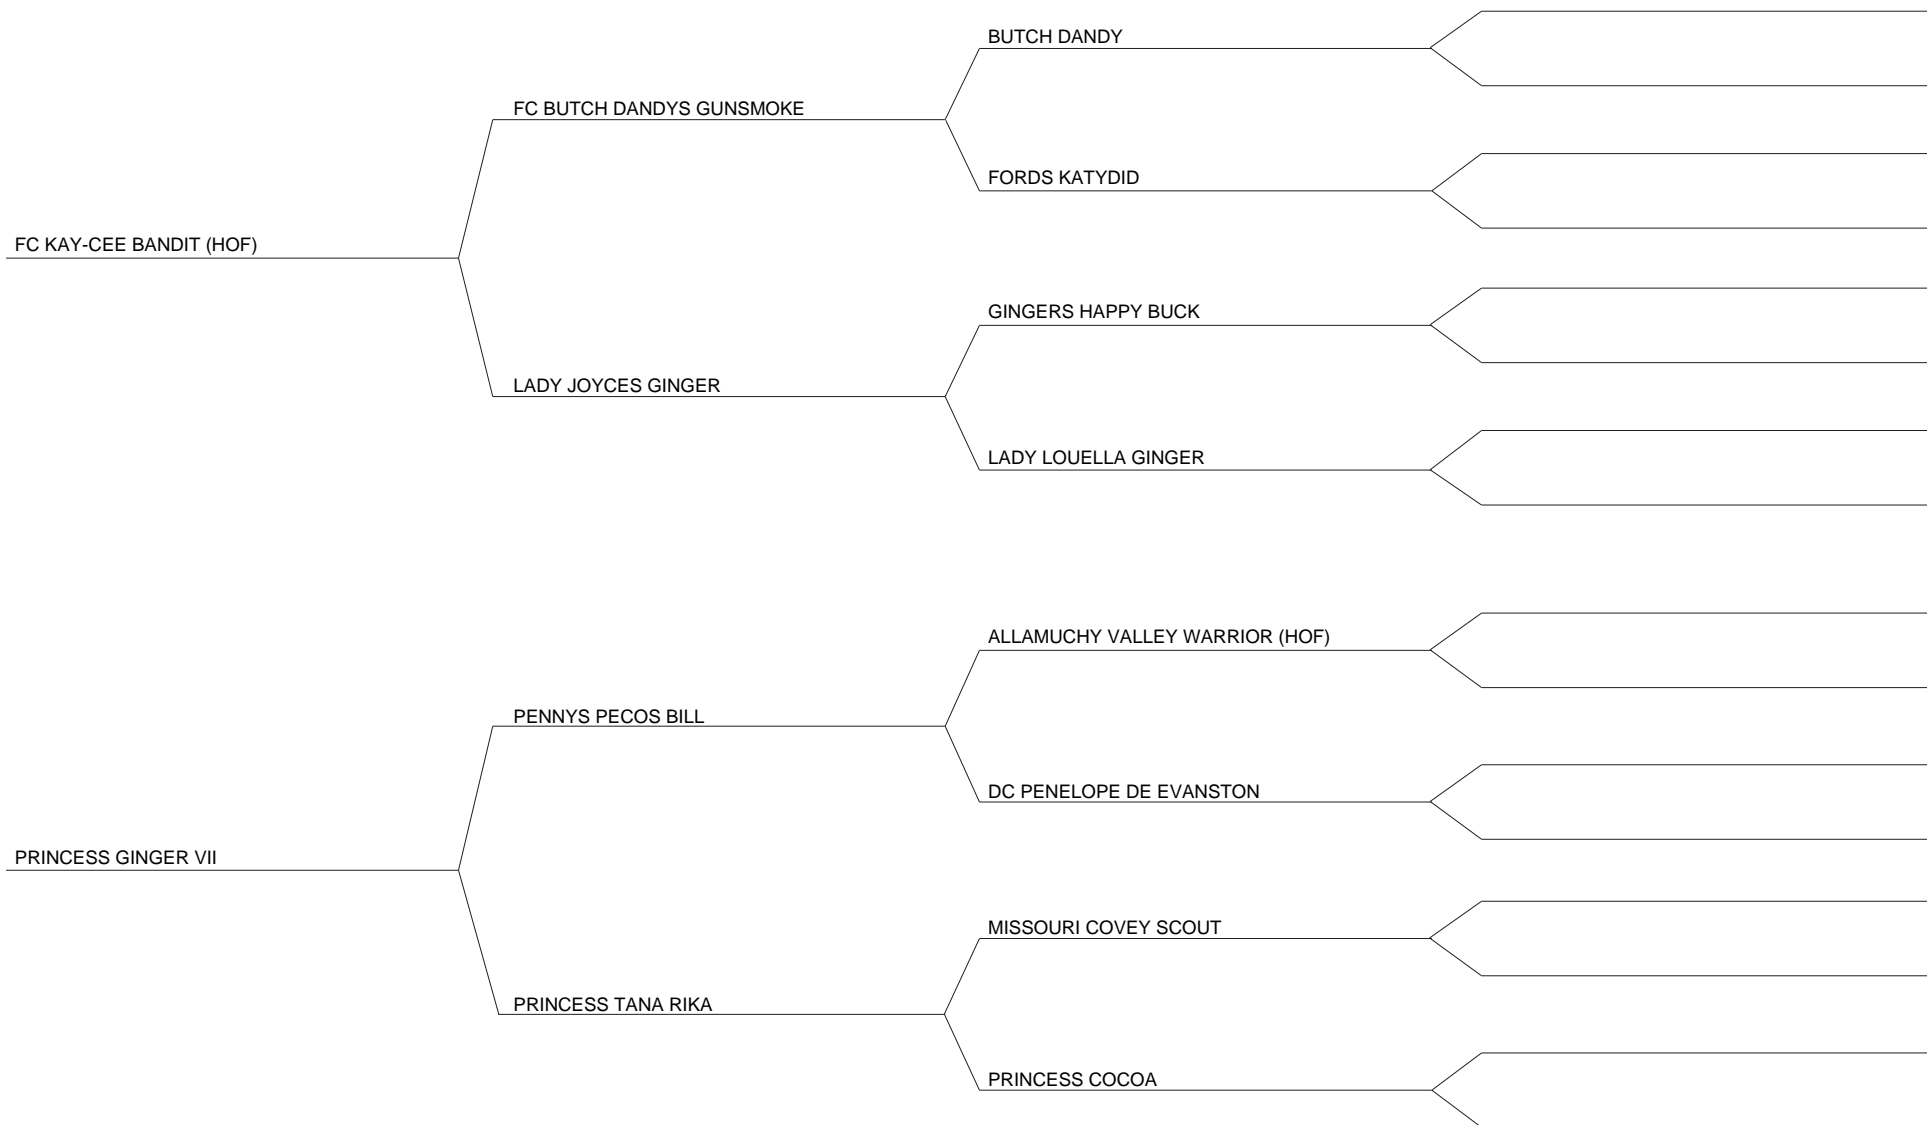 BUTCH DANDY
FC BUTCH DANDYS GUNSMOKE
FORDS KATYDID
FC KAY-CEE BANDIT (HOF)
GINGERS HAPPY BUCK
LADY JOYCES GINGER
LADY LOUELLA GINGER
ALLAMUCHY VALLEY WARRIOR (HOF)
PENNYS PECOS BILL
DC PENELOPE DE EVANSTON
PRINCESS GINGER VII
MISSOURI COVEY SCOUT
PRINCESS TANA RIKA
PRINCESS COCOA